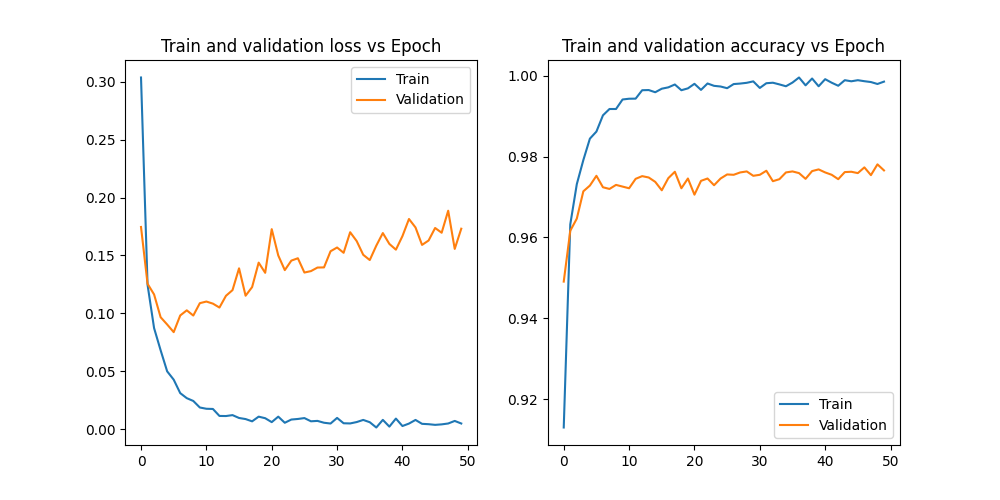 Train and validation loss vs Epoch
Train
Validation
0.30
0.25
0.20
0.15
0.10
0.05
0.00
0 10 20 30 40 50
Train and validation accuracy vs Epoch
1.00
0.98
0.96
0.94
0.92
Train
Validation
0 10 20 30 40 50